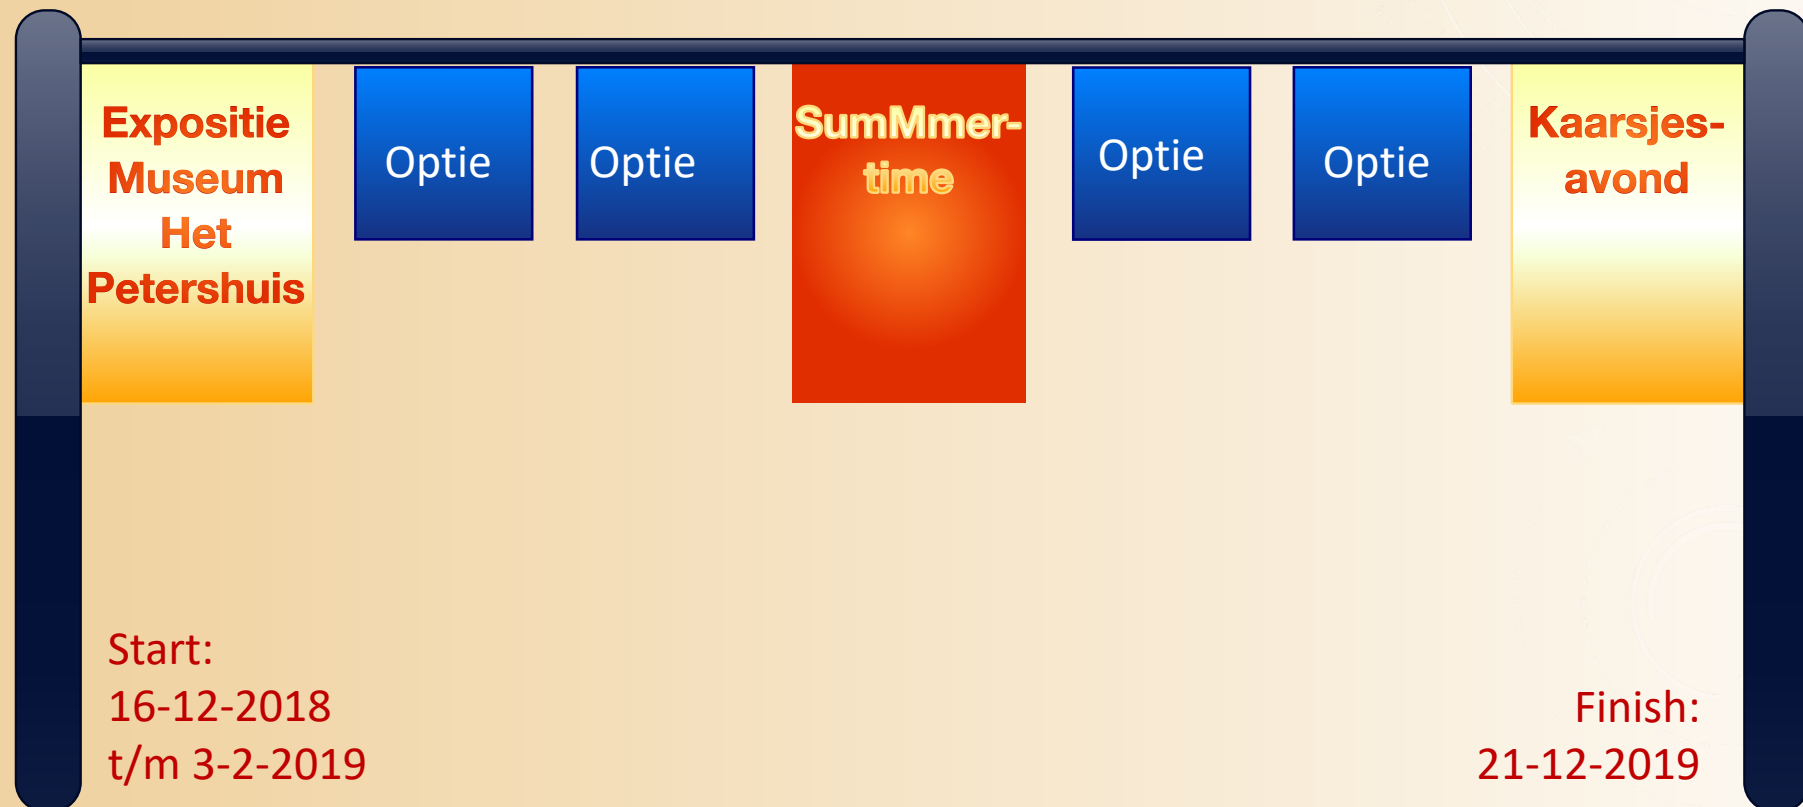 Expositie
Museum
Het
Petershuis
Optie
Optie
SumMmer-
time
Optie
Optie
Kaarsjes-
avond
Start:
16-12-2018
t/m 3-2-2019
Finish:
21-12-2019